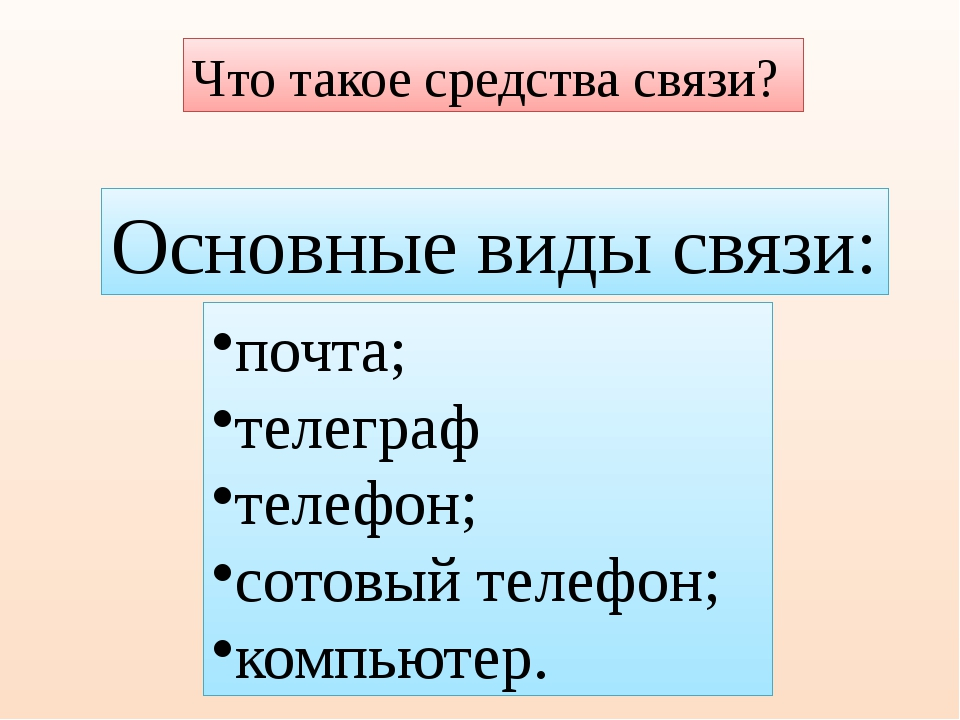 Что такое средства связи?
Основные виды связи:
•почта;
•телеграф
•телефон;
•сотовый телефон;
•компьютер.